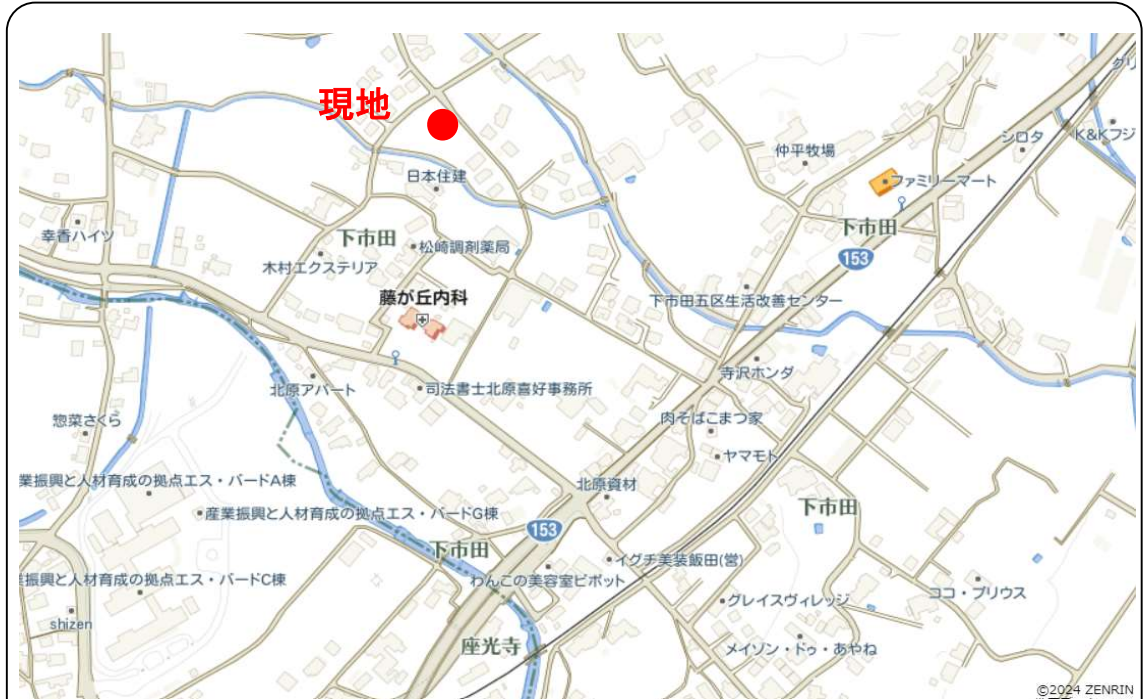 現地
グリ
シロタ
K&Kフジ
仲平牧場
ファミリーマート
日本住建
幸香ハイツ
下市田
松崎調剤薬局
下市田
木村エクステリア
153
藤が丘内科
下市田五区生活改善センター
寺沢ホンダ
北原アパート
司法書士北原喜好事務所
惣菜さくら
肉そばこまつ家
ヤマモト
業振興と人材育成の拠点エス・バードA棟
北原資材
産業振興と人材育成の拠点エス・バードG棟
下市田
153
下市田
イグチ美装飯田(営)
振興と人材育成の拠点エス・バードC棟
わんこの美容室ピボット
ココ・プリウス
グレイスヴィレッジ
shizen
座光寺
メイゾン・ドゥ・あやね
©2024 ZENRIN